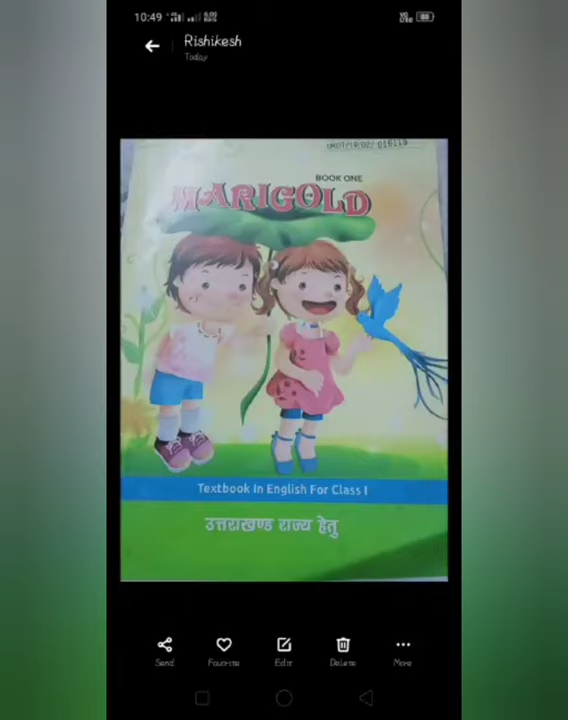 10:49
Rishikesh
Today
BOOK ONE
MARIGOLD
Textbook In English For Class I
उत्तराखण्ड राज्य हेतु
Send Favorite Edit Delete More